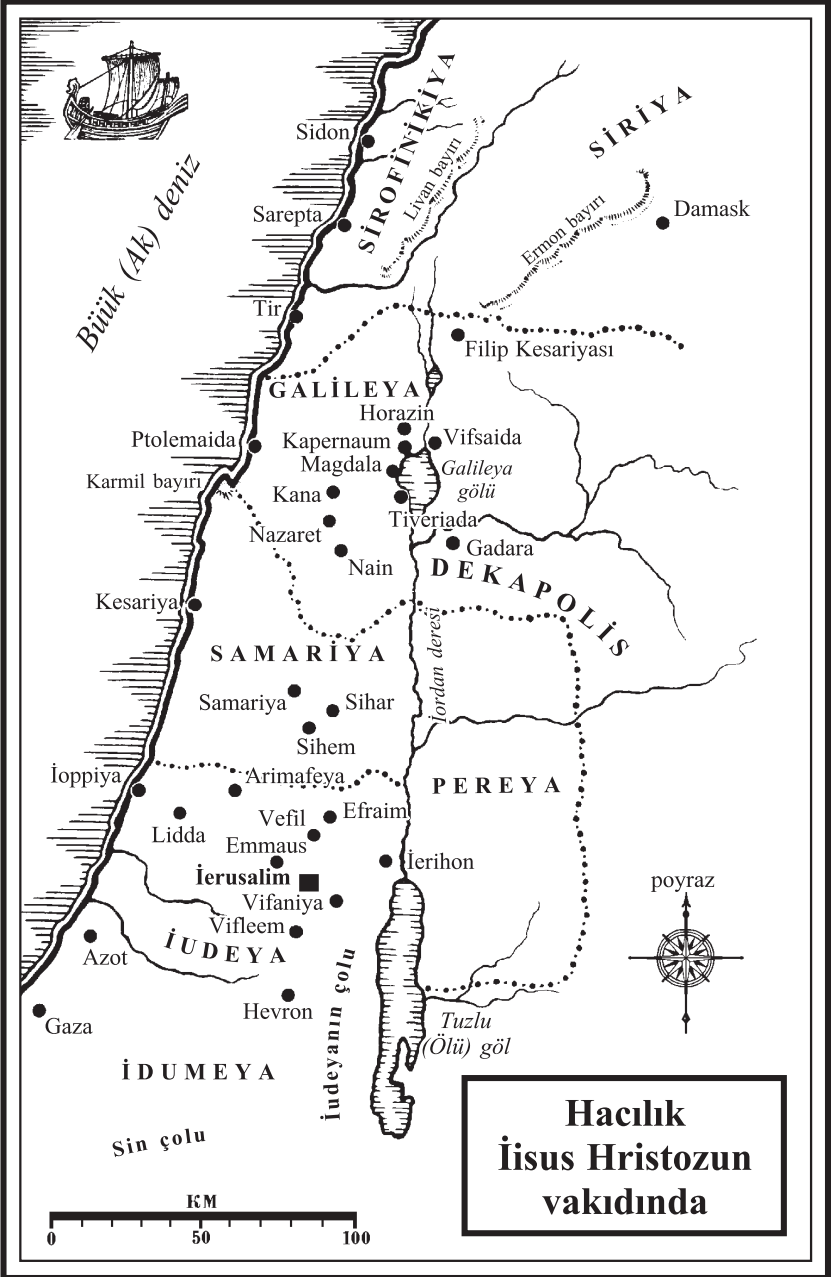 Sidon
SİROFİNİKİYA
Livan bayırı
SİRİYA
Büük (Ak) deniz
Sarepta
Ermon bayırı
Damask
Tir
Filip Kesariyası
GALİLEYA
Horazin
Ptolemaida
Kapernaum
Vifsaida
Magdala
Galileya
gölü
Karmil bayırı
Kana
Tiveriada
Nazaret
Gadara
Nain
DEKAPOLİS
Kesariya
İordan deresi
SAMARİYA
Samariya
Sihar
Sihem
İoppiya
Arimafeya
PEREYA
Lidda
Vefil
Efraim
Emmaus
İerihon
İerusalim
poyraz
Vifaniya
Vifleem
İUDEYA
Azot
İudeyanın çolu
Hevron
Gaza
Tuzlu
(Ölü) göl
İDUMEYA
Sin çolu
Hacılık
İisus Hristozun
vakıdında
KM
0 50 100